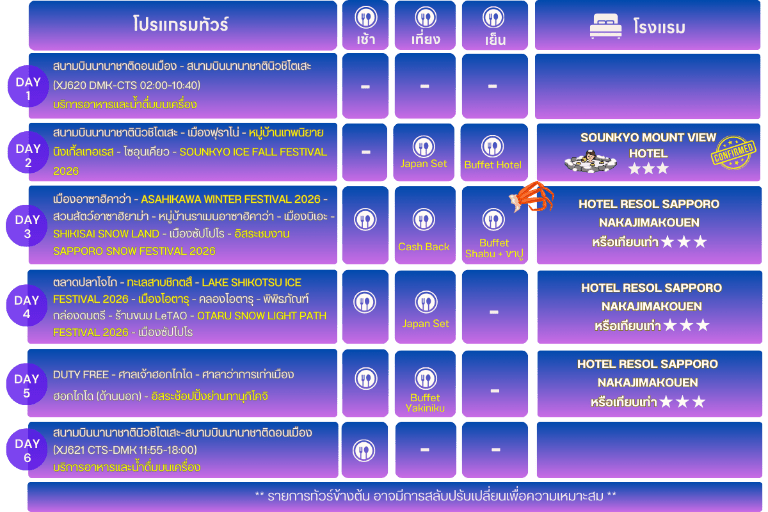 โปรแกรมทัวร์
เช้า
เที่ยง
เย็น
โรงแรม
DAY 1
สนามบินนานาชาติดอนเมือง - สนามบินนานาชาตินิวชิโตเสะ
(XJ620 DMK-CTS 02:00-10:40)
บริการอาหารและน้ำดื่มบนเครื่อง
-
-
-
DAY 2
สนามบินนานาชาตินิวชิโตเสะ - เมืองฟุราโน่ - หมู่บ้านเทพนิยาย
นิงเกิ้ลเทอเรส - โซอุนเคียว - SOUNKYO ICE FALL FESTIVAL
2026
-
Japan Set
Buffet Hotel
SOUNKYO MOUNT VIEW
HOTEL
CONFIRMED
DAY 3
เมืองอาซาฮิคาว่า - ASAHIKAWA WINTER FESTIVAL 2026 -
สวนสัตว์อาซาฮิยาม่า - หมู่บ้านราเมนอาซาฮิคาว่า - เมืองบิเอะ -
SHIKISAI SNOW LAND - เมืองซัปโปโร - อิสระชมงาน
SAPPORO SNOW FESTIVAL 2026
Cash Back
Buffet
Shabu + ขาปู
HOTEL RESOL SAPPORO
NAKAJIMAKOUEN
หรือเทียบเท่า
DAY 4
ตลาดปลาโจไก - ทะเลสาบชิกตสึ - LAKE SHIKOTSU ICE
FESTIVAL 2026 - เมืองโอตารุ - คลองโอตารุ - พิพิธภัณฑ์
กล่องดนตรี - ร้านขนม LeTAO - OTARU SNOW LIGHT PATH
FESTIVAL 2026 - เมืองซัปโปโร
Japan Set
-
HOTEL RESOL SAPPORO
NAKAJIMAKOUEN
หรือเทียบเท่า
DAY 5
DUTY FREE - ศาลเจ้าฮอกไกโด - ศาลาว่าการเก่าเมือง
ฮอกไกโด (ด้านนอก) - อิสระช้อปปิ้งย่านทานุกิโคจิ
Buffet
Yakiniku
-
HOTEL RESOL SAPPORO
NAKAJIMAKOUEN
หรือเทียบเท่า
DAY 6
สนามบินนานาชาตินิวชิโตเสะ-สนามบินนานาชาติดอนเมือง
(XJ621 CTS-DMK 11:55-18:00)
บริการอาหารและน้ำดื่มบนเครื่อง
-
-
** รายการทัวร์ข้างต้น อาจมีการสลับปรับเปลี่ยนเพื่อความเหมาะสม **